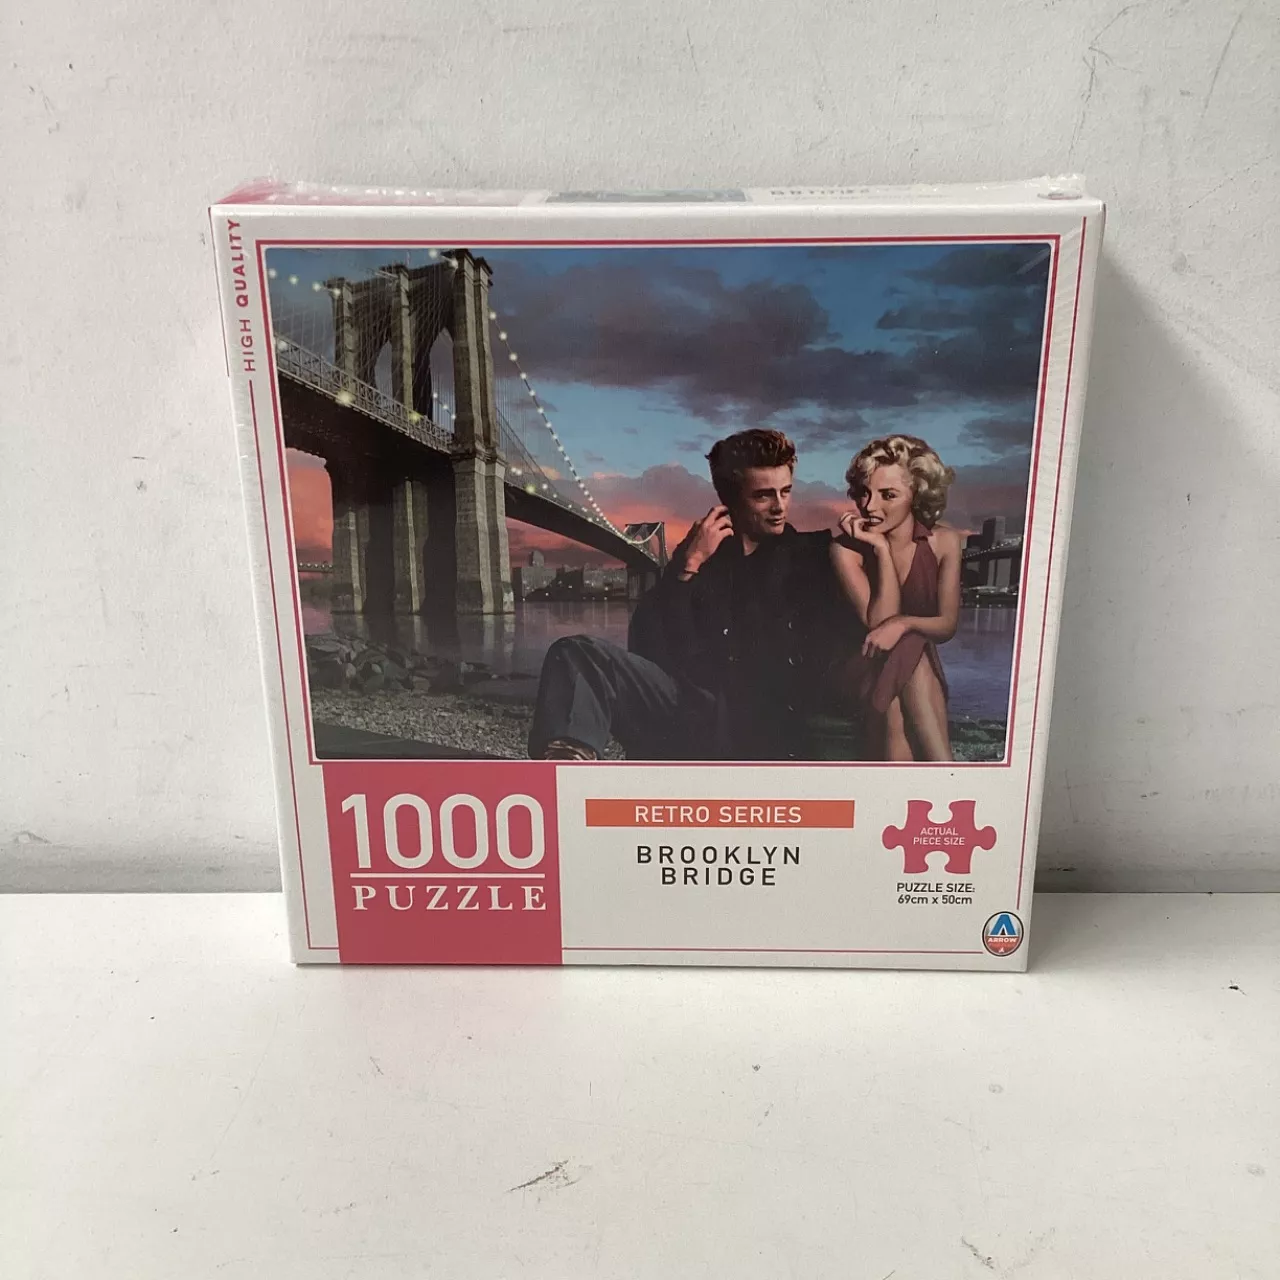 HIGH QUALITY
1000
PUZZLE
RETRO SERIES
BROOKLYN
BRIDGE
ACTUAL
PIECE SIZE
PUZZLE SIZE:
69cm x 50cm
ARROW